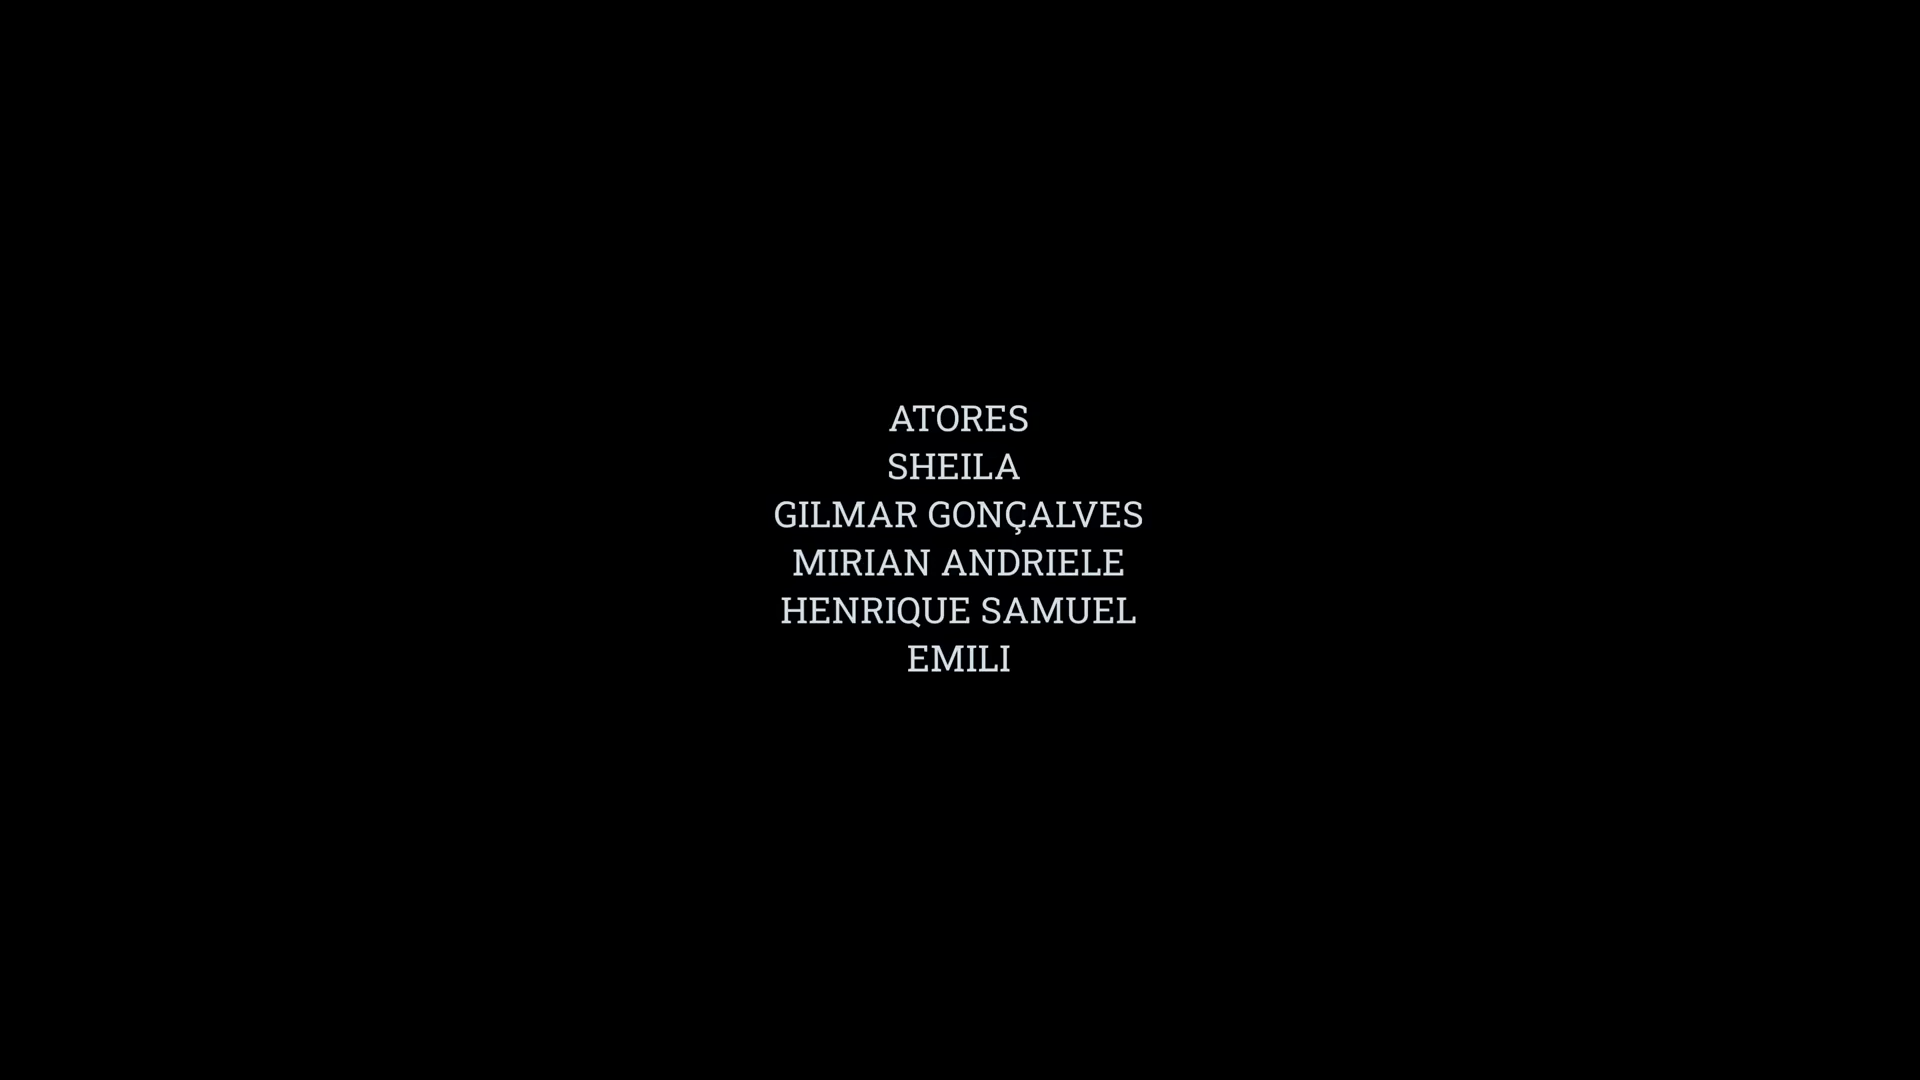 ATORES
SHEILA
GILMAR GONÇALVES
MIRIAN ANDRIELE
HENRIQUE SAMUEL
EMILI